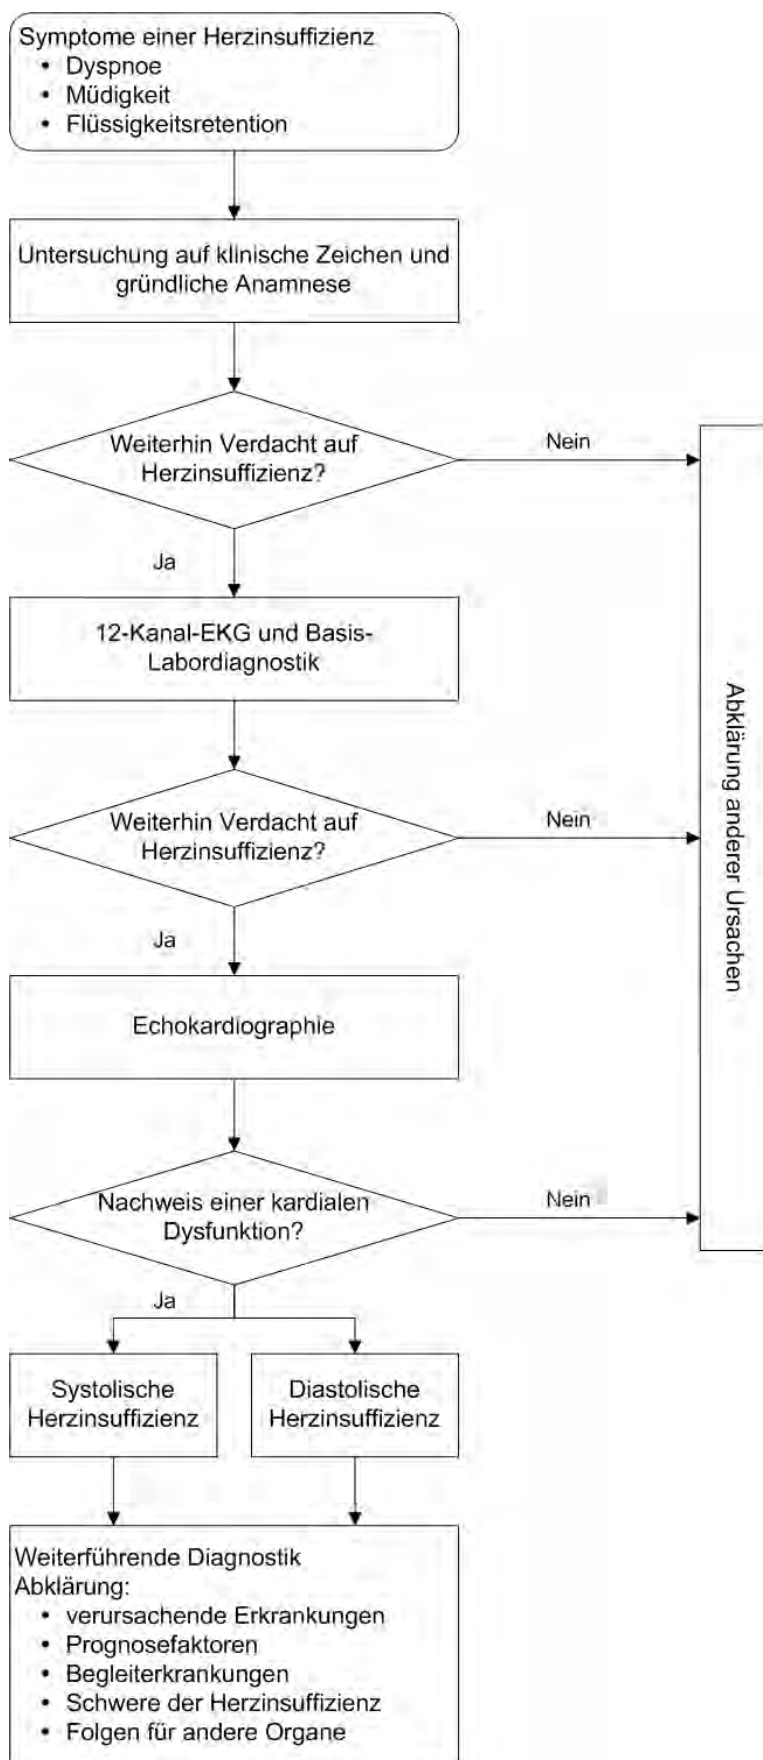 Symptome einer Herzinsuffizienz
• Dyspnoe
• Müdigkeit
• Flüssigkeitsretention
Untersuchung auf klinische Zeichen und
gründliche Anamnese
Weiterhin Verdacht auf
Herzinsuffizienz?
Nein
Ja
12-Kanal-EKG und Basis-
Labordiagnostik
Weiterhin Verdacht auf
Herzinsuffizienz?
Nein
Ja
Echokardiographie
Nachweis einer kardialen
Dysfunktion?
Nein
Ja
Abklärung anderer Ursachen
Systolische
Herzinsuffizienz
Diastolische
Herzinsuffizienz
Weiterführende Diagnostik
Abklärung:
• verursachende Erkrankungen
• Prognosefaktoren
• Begleiterkrankungen
• Schwere der Herzinsuffizienz
• Folgen für andere Organe